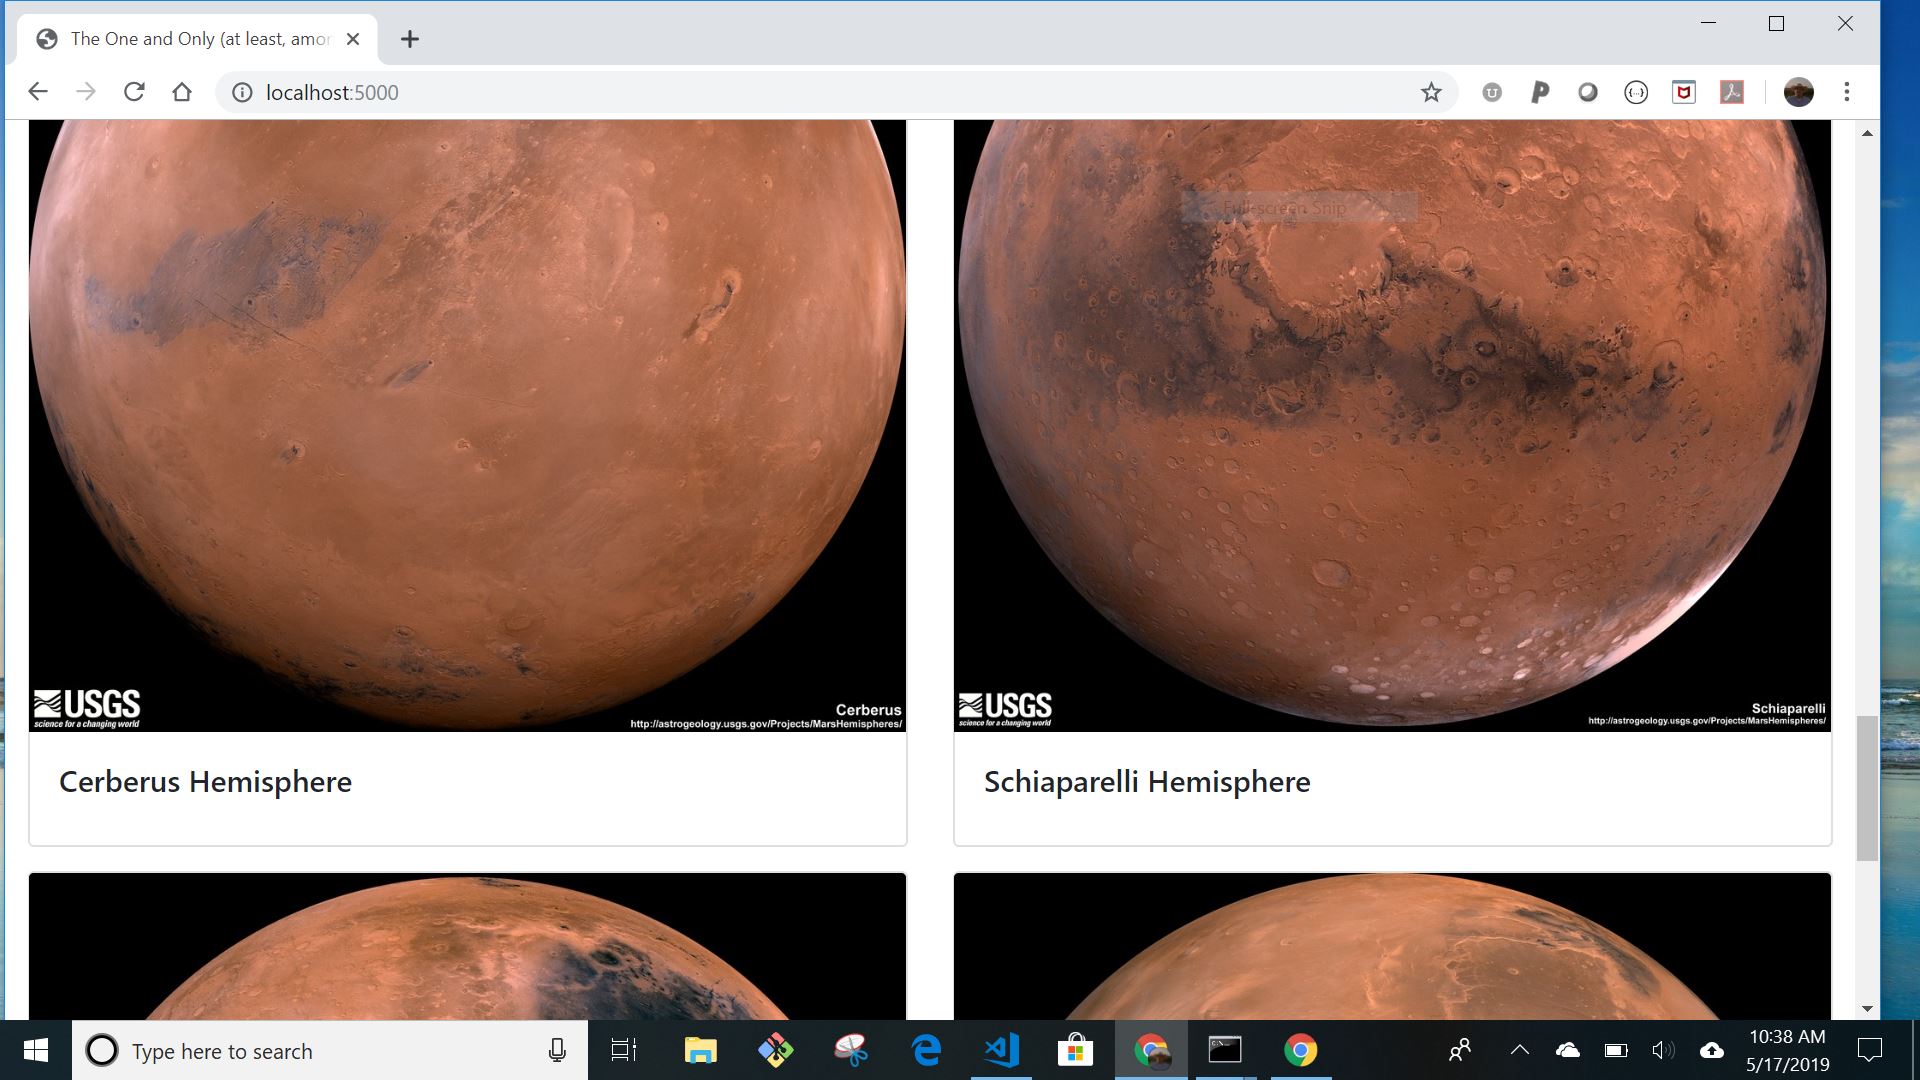 The One and Only (at least, amor
localhost:5000
Full-screen Snip
USGS
science for a changing world
Cerberus
http://astrogeology.usgs.gov/Projects/MarsHemispheres/
USGS
science for a changing world
Schiaparelli
http://astrogeology.usgs.gov/Projects/MarsHemispheres/
Cerberus Hemisphere
Schiaparelli Hemisphere
Type here to search
10:38 AM
5/17/2019